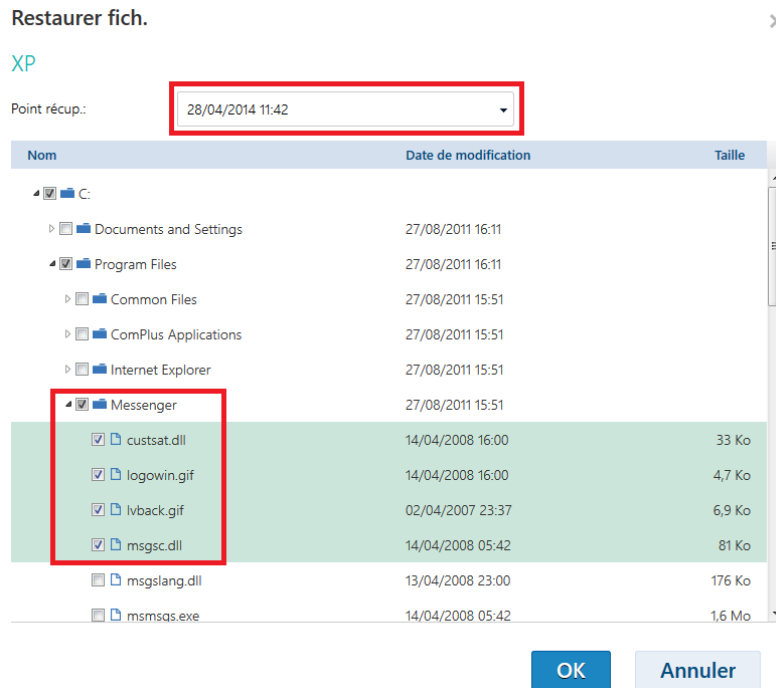 Restaurer fich.
XP
Point récup.: 28/04/2014 11:42
Nom Date de modification Taille
C:
Documents and Settings 27/08/2011 16:11
Program Files 27/08/2011 16:11
Common Files 27/08/2011 15:51
ComPlus Applications 27/08/2011 15:51
Internet Explorer 27/08/2011 15:51
Messenger 27/08/2011 15:51
custsat.dll 14/04/2008 16:00 33 Ko
logowin.gif 14/04/2008 16:00 4,7 Ko
lvback.gif 02/04/2007 23:37 6,9 Ko
msgsc.dll 14/04/2008 05:42 81 Ko
msgslang.dll 13/04/2008 23:00 176 Ko
msmsgs.exe 14/04/2008 05:42 1,6 Mo
OK Annuler